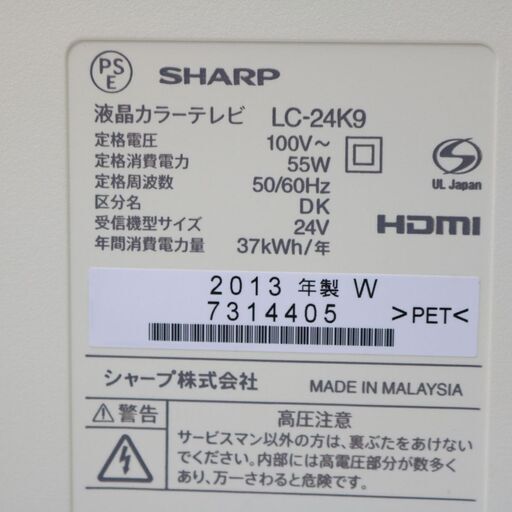 PS
E
SHARP
液晶カラーテレビ LC-24K9
定格電圧 100V～
定格消費電力 55W
定格周波数 50/60Hz
区分名 DK
受信機型サイズ 24V
年間消費電力量 37kWh/年
S
UL Japan
HDMI
2013 年製 W
7314405
>PET<
シャープ株式会社 MADE IN MALAYSIA
⚠警告
高圧注意
サービスマン以外の方は、裏ぶたをあけない
でください。内部には高電圧部分が数多く
あり、万一さわると危険です。